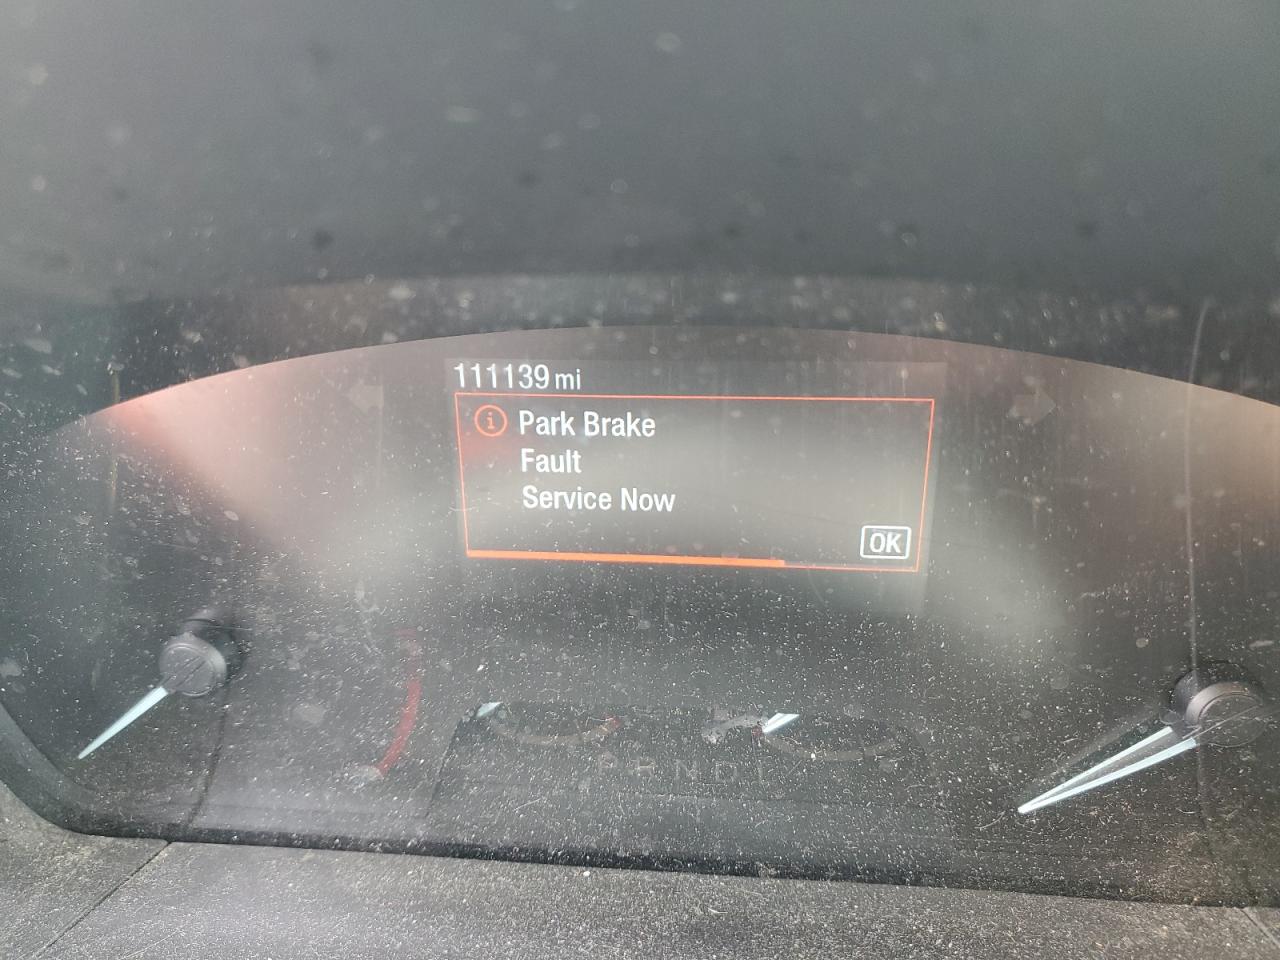 111139 mi
Park Brake
Fault
Service Now
OK
P R N D L